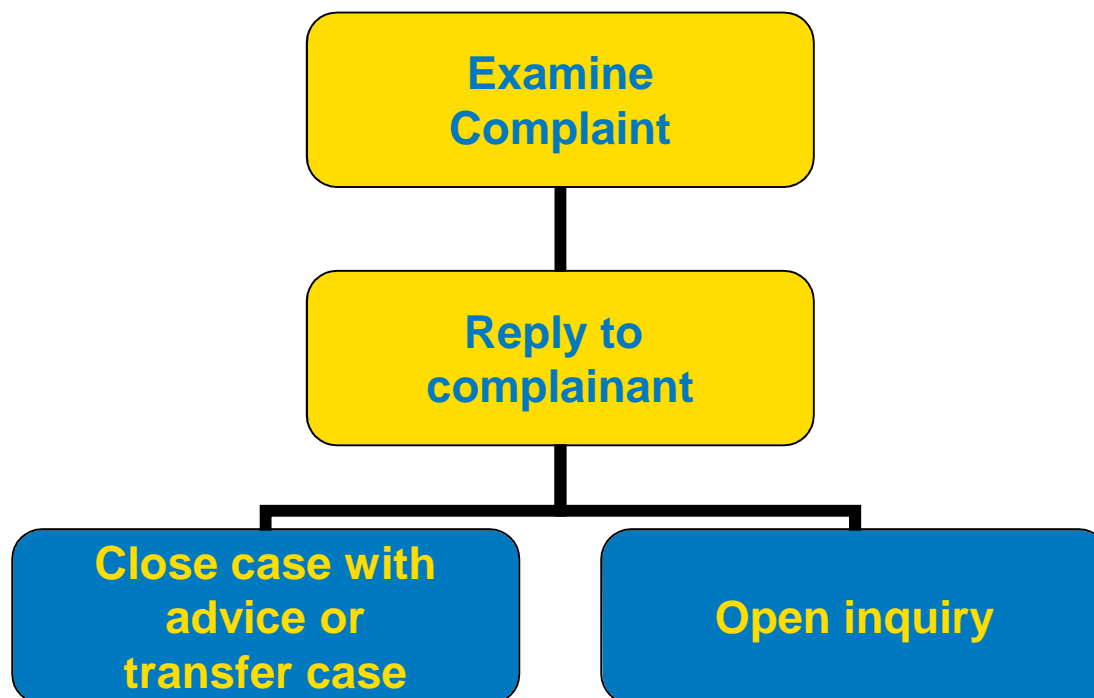 Examine
Complaint
Reply to
complainant
Close case with
advice or
transfer case
Open inquiry